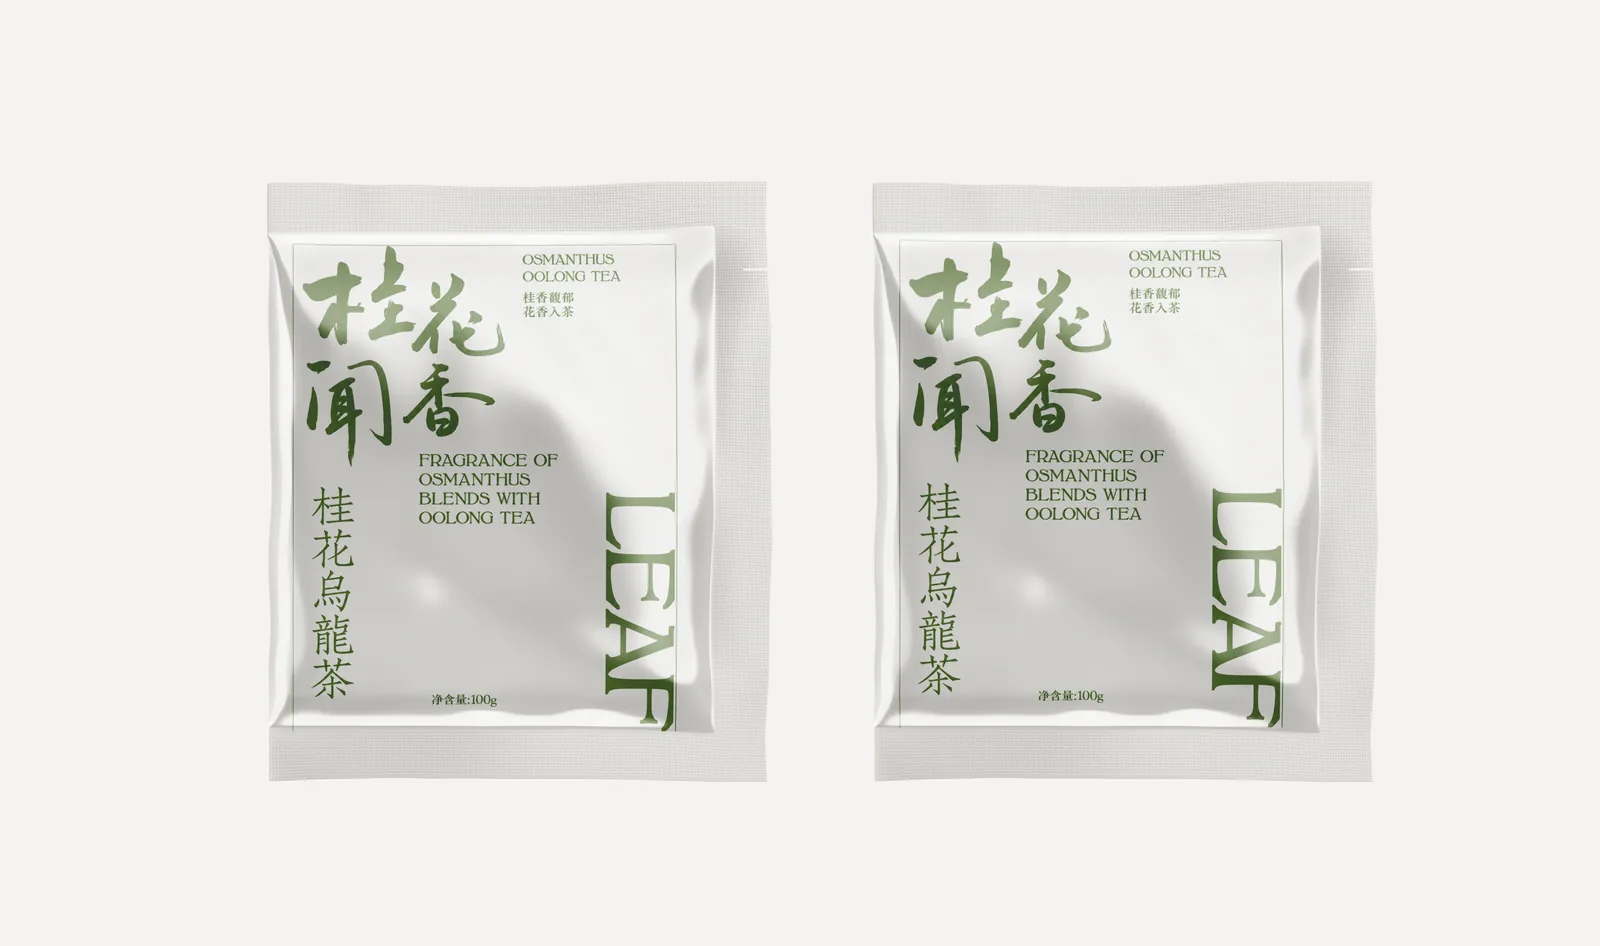 桂花
聞香
OSMANTHUS
OOLONG TEA
桂香馥郁
花香入茶
FRAGRANCE OF
OSMANTHUS
BLENDS WITH
OOLONG TEA
桂花烏龍茶
LEAF
净含量:100g
桂花
聞香
OSMANTHUS
OOLONG TEA
桂香馥郁
花香入茶
FRAGRANCE OF
OSMANTHUS
BLENDS WITH
OOLONG TEA
桂花烏龍茶
LEAF
净含量:100g